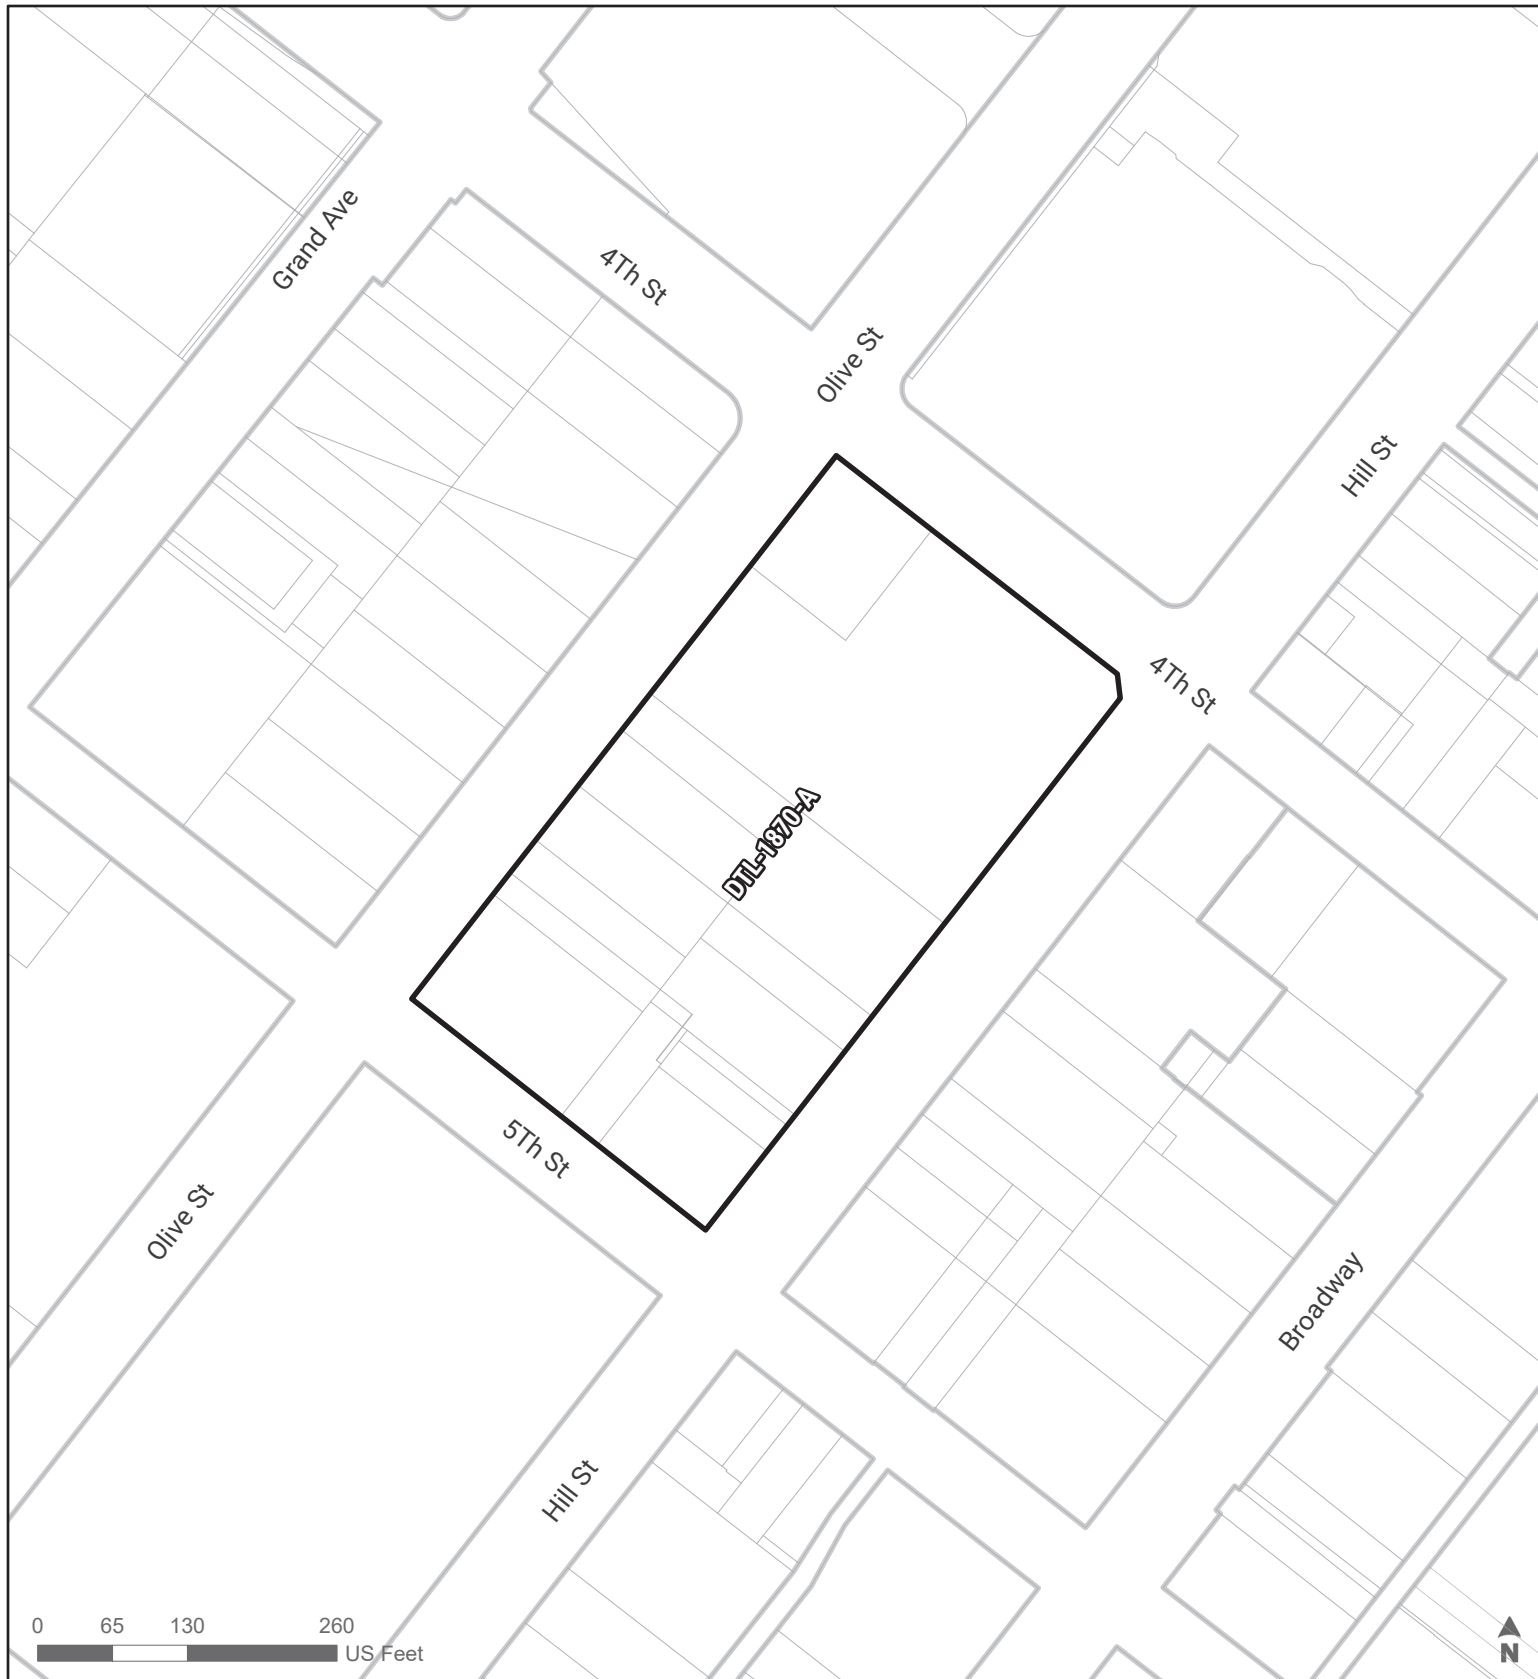 Grand Ave
4Th St
Olive St
Hill St
4Th St
DTL-1870-A
5Th St
Olive St
Broadway
Hill St
0 65 130 260
US Feet
N